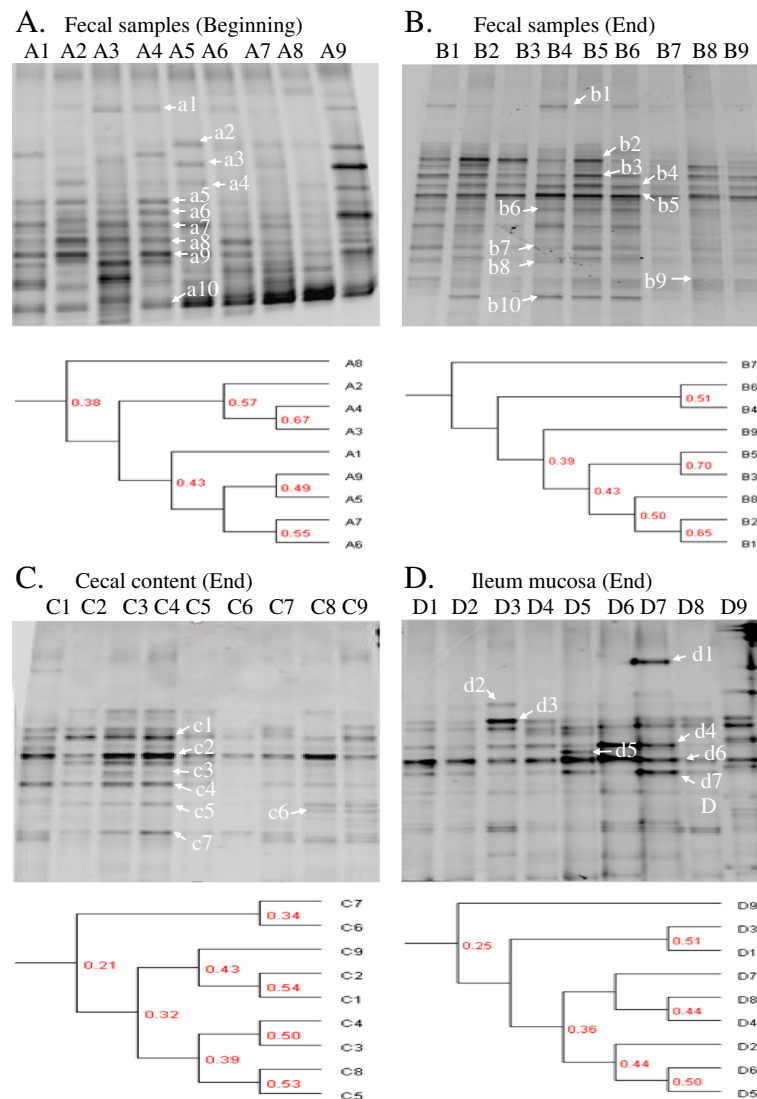 A. Fecal samples (Beginning)
A1 A2 A3 A4 A5 A6 A7 A8 A9
a1
a2
a3
a4
a5
a6
a7
a8
a9
a10
A8
A2
A4
A3
A1
A9
A5
A7
A6
0.38
0.57
0.67
0.43
0.49
0.55
B. Fecal samples (End)
B1 B2 B3 B4 B5 B6 B7 B8 B9
b1
b2
b3
b4
b5
b6
b7
b8
b9
b10
B7
B6
B4
B9
B5
B3
B8
B2
B1
0.51
0.39
0.70
0.43
0.50
0.65
C. Cecal content (End)
C1 C2 C3 C4 C5 C6 C7 C8 C9
c1
c2
c3
c4
c5
c6
c7
C7
C6
C9
C2
C1
C4
C3
C8
C5
0.34
0.21
0.43
0.54
0.32
0.50
0.39
0.53
D. Ileum mucosa (End)
D1 D2 D3 D4 D5 D6 D7 D8 D9
d1
d2
d3
d4
d5
d6
d7
D
D9
D3
D1
D7
D8
D4
D2
D6
D5
0.25
0.51
0.44
0.36
0.44
0.50